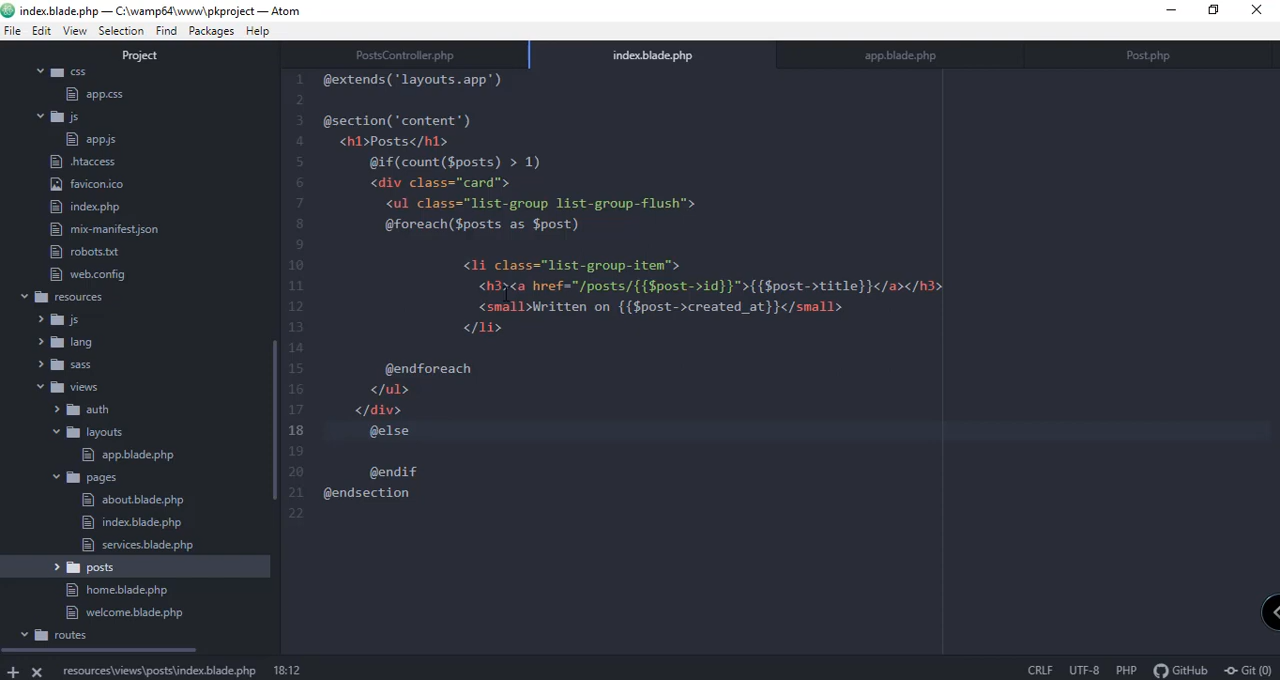 index.blade.php — C:\wamp64\www\pkproject — Atom
File Edit View Selection Find Packages Help
Project
PostsController.php index.blade.php app.blade.php Post.php
css
app.css
js
app.js
.htaccess
favicon.ico
index.php
mix-manifest.json
robots.txt
web.config
resources
js
lang
sass
views
auth
layouts
app.blade.php
pages
about.blade.php
index.blade.php
services.blade.php
posts
home.blade.php
welcome.blade.php
routes
1 @extends('layouts.app')
2
3 @section('content')
4 <h1>Posts</h1>
5 @if(count($posts) > 1)
6 <div class="card">
7 <ul class="list-group list-group-flush">
8 @foreach($posts as $post)
9
10 <li class="list-group-item">
11 <h3><a href="/posts/{{$post->id}}">{{$post->title}}</a></h3>
12 <small>Written on {{$post->created_at}}</small>
13 </li>
14
15 @endforeach
16 </ul>
17 </div>
18 @else
19
20 @endif
21 @endsection
22
resources\views\posts\index.blade.php 18:12 CRLF UTF-8 PHP GitHub Git (0)